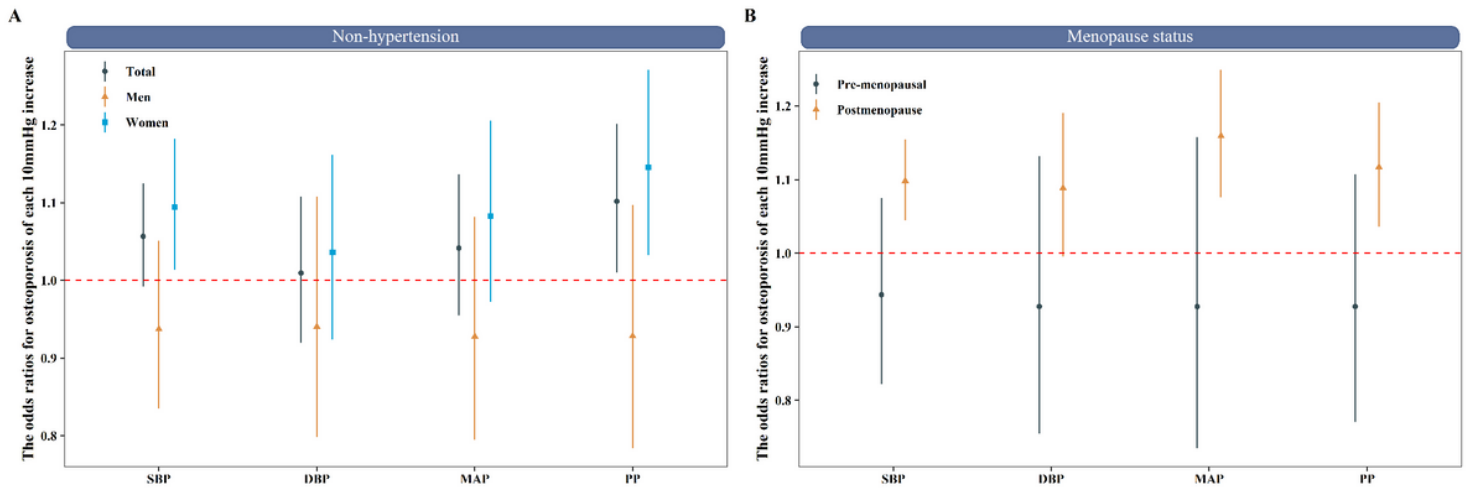 A
Non-hypertension
The odds ratios for osteoporosis of each 10mmHg increase
Total
Men
Women
1.2
1.1
1.0
0.9
0.8
SBP
DBP
MAP
PP
B
Menopause status
The odds ratios for osteoporosis of each 10mmHg increase
Pre-menopausal
Postmenopause
1.2
1.1
1.0
0.9
0.8
SBP
DBP
MAP
PP